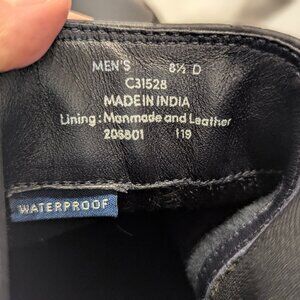 MEN'S 8½ D
C31528
MADE IN INDIA
Lining: Manmade and Leather
206801 119
WATERPROOF